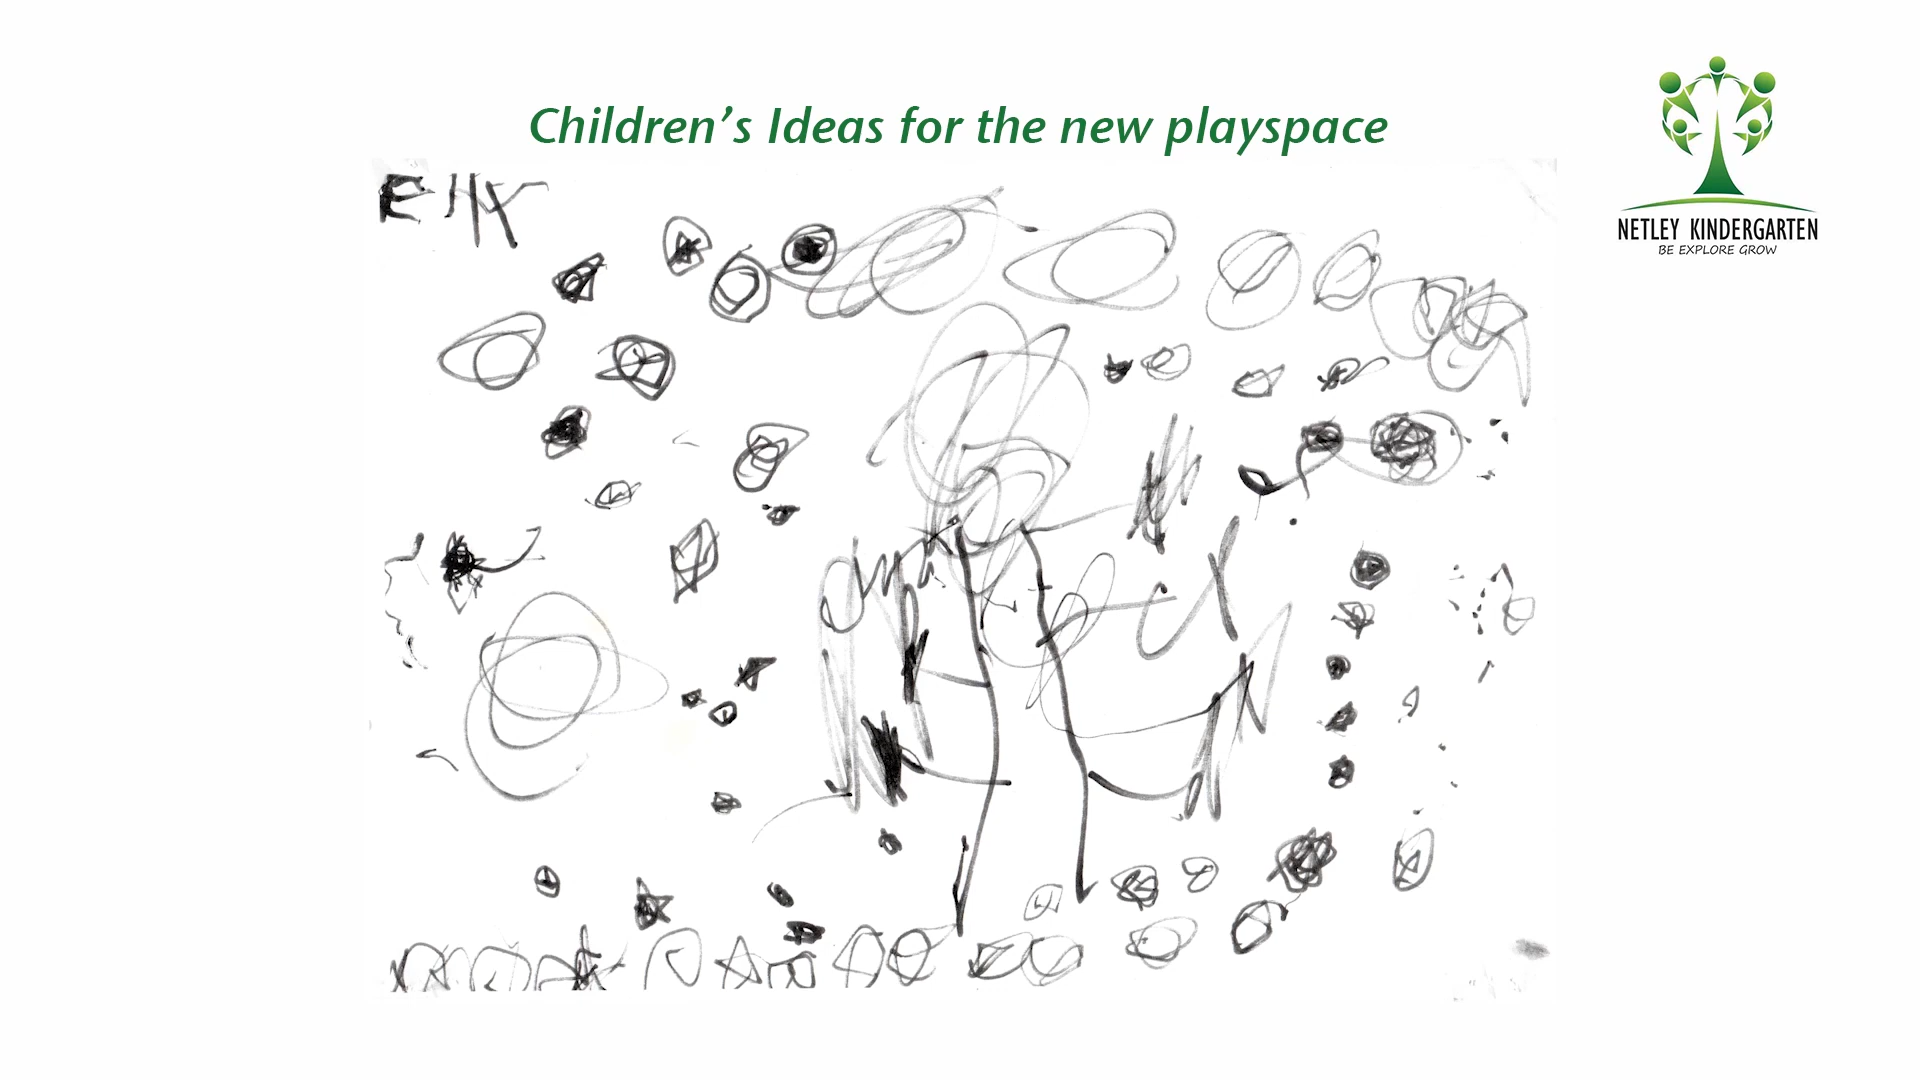 Children's Ideas for the new playspace
NETLEY KINDERGARTEN
BE EXPLORE GROW